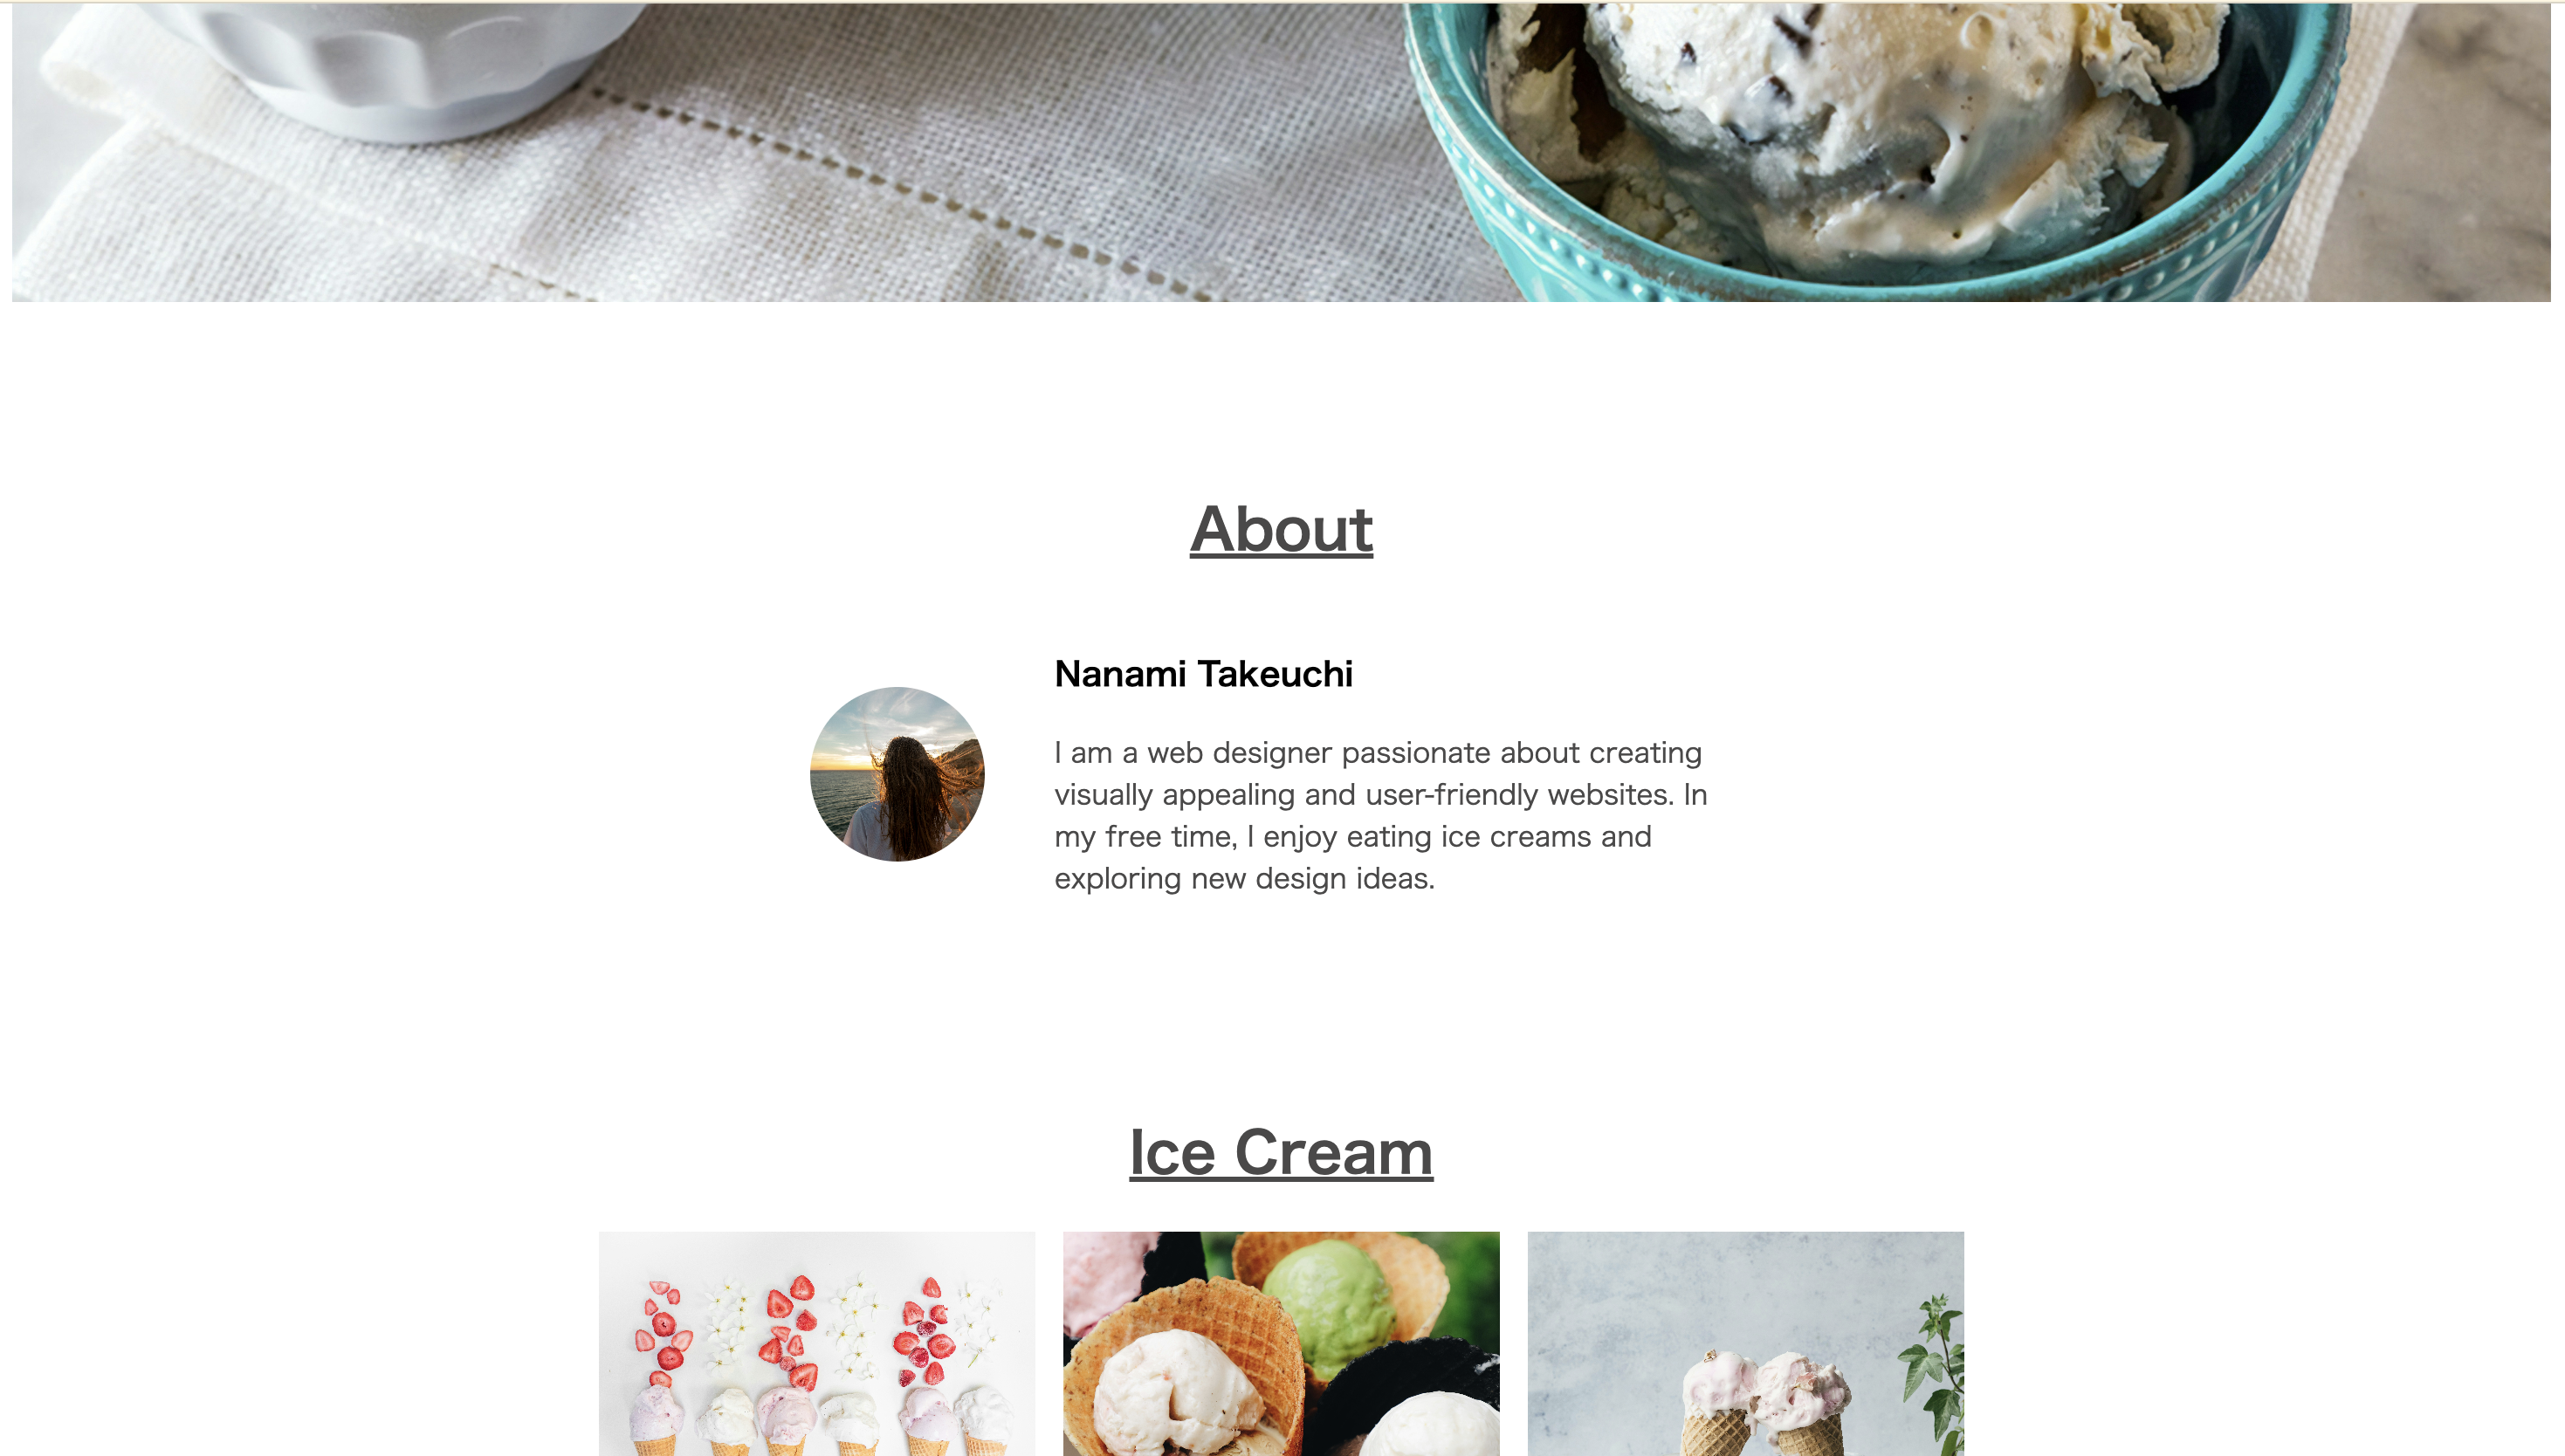 About
Nanami Takeuchi
I am a web designer passionate about creating
visually appealing and user-friendly websites. In
my free time, I enjoy eating ice creams and
exploring new design ideas.
Ice Cream